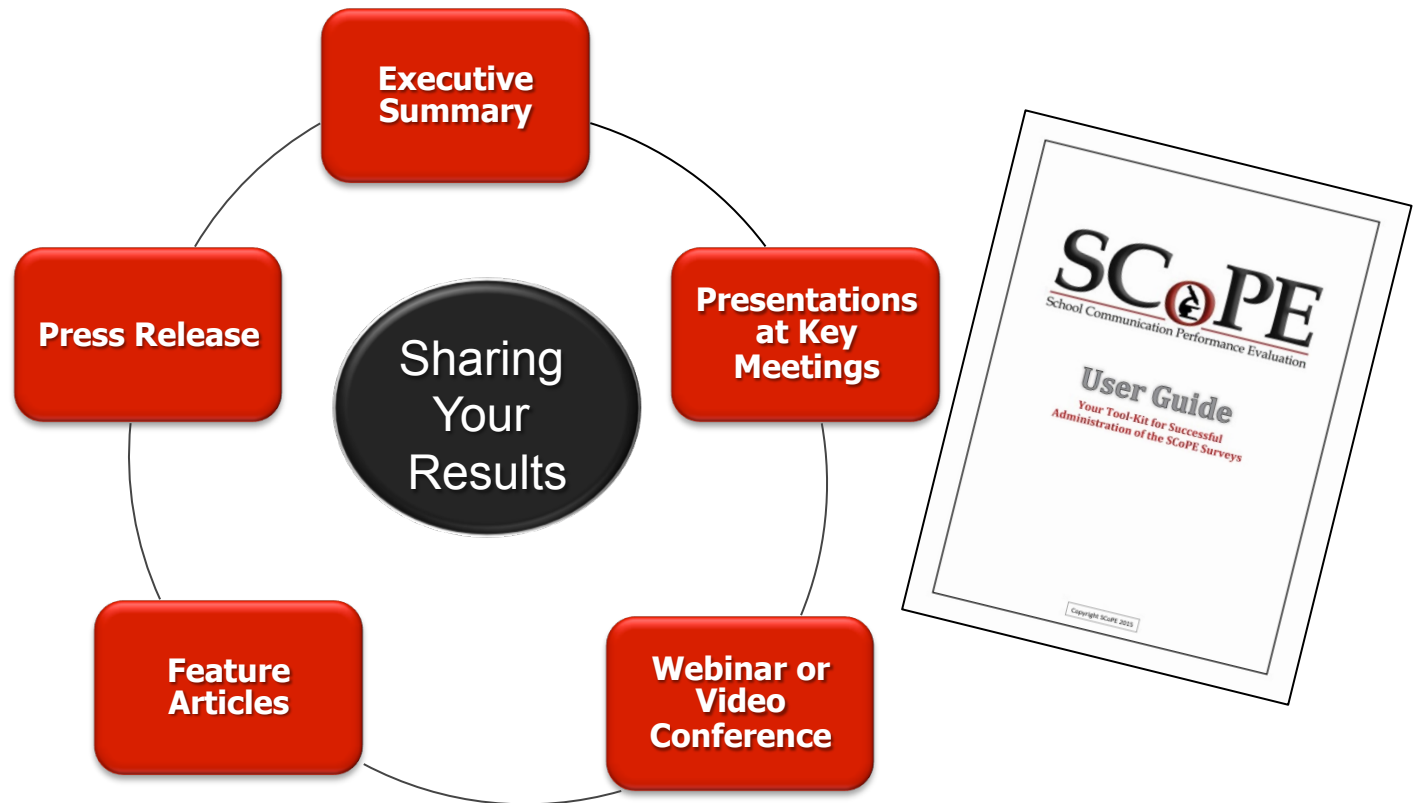 Executive
Summary
Presentations
at Key
Meetings
Webinar or
Video
Conference
Feature
Articles
Press Release
Sharing
Your
Results
SCoPE
School Communication Performance Evaluation
User Guide
Your Tool-Kit for Successful
Administration of the SCoPE Surveys
Copyright SCoPE 2015